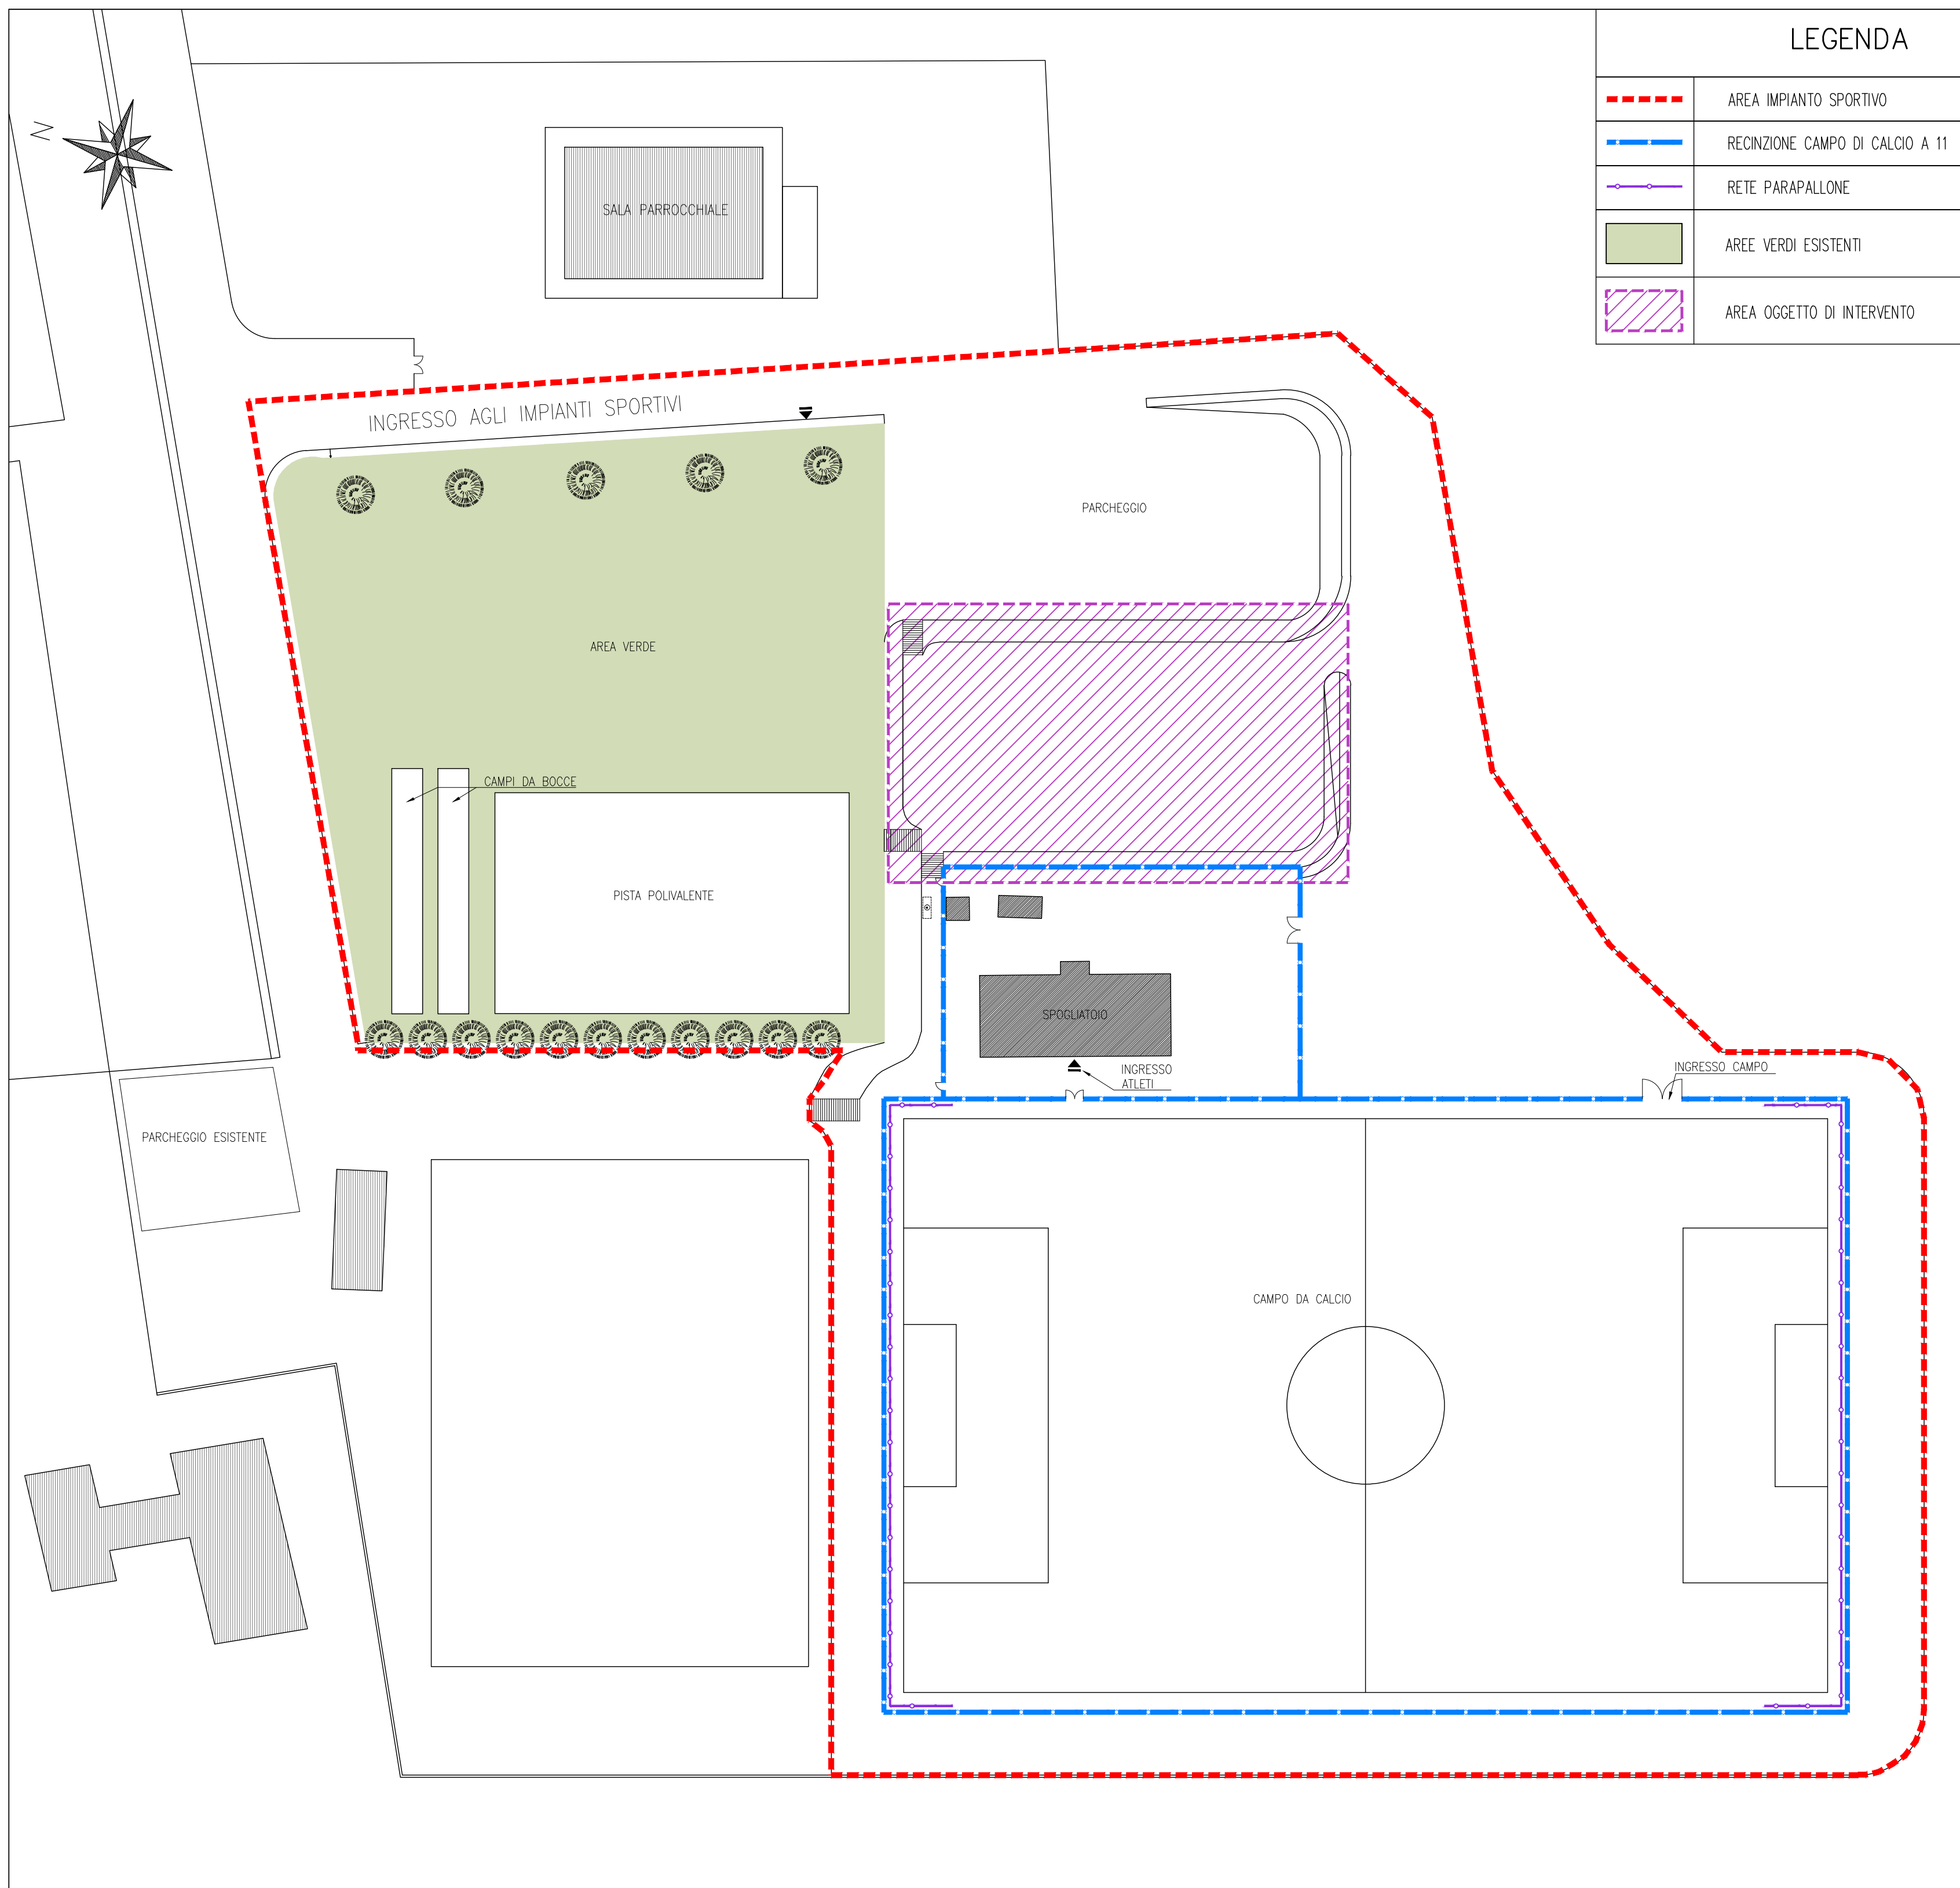 LEGENDA
AREA IMPIANTO SPORTIVO
RECINZIONE CAMPO DI CALCIO A 11
RETE PARAPALLONE
AREE VERDI ESISTENTI
AREA OGGETTO DI INTERVENTO
N
SALA PARROCCHIALE
INGRESSO AGLI IMPIANTI SPORTIVI
PARCHEGGIO
AREA VERDE
CAMPI DA BOCCE
PISTA POLIVALENTE
SPOGLIATOIO
INGRESSO
ATLETI
INGRESSO CAMPO
PARCHEGGIO ESISTENTE
CAMPO DA CALCIO